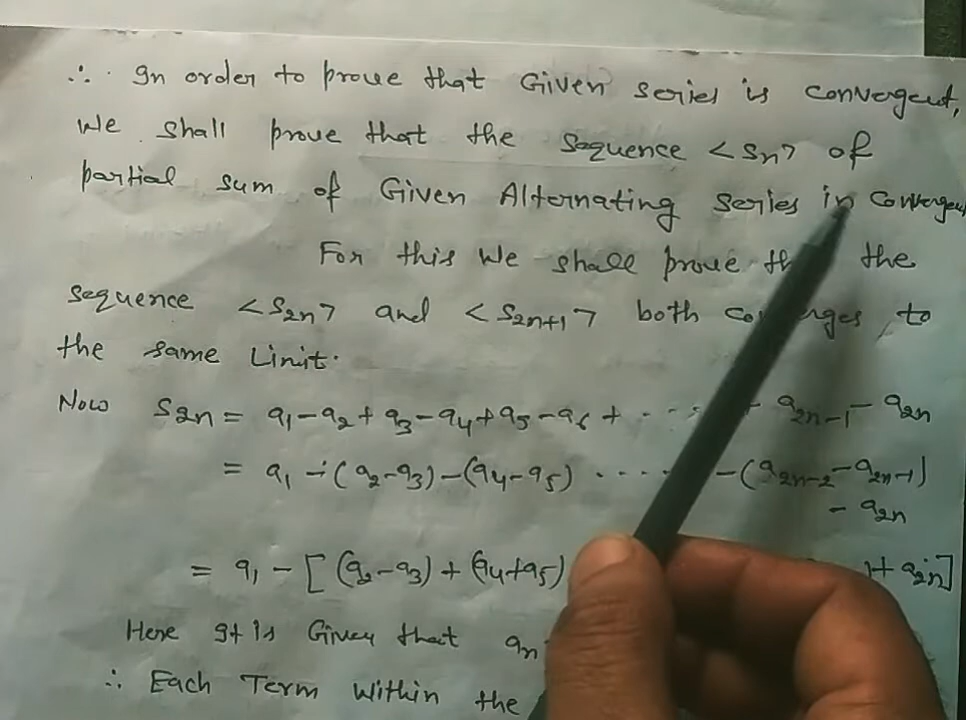 ∴ In order to prove that Given series is convergent,
We shall prove that the sequence <Sn> of
partial sum of Given Alternating series in
For this We shall prove the
sequence <S2n> and <S2n+1> both to
the same Limit.
Now S2n = a1-a2+a3-a4+a5-a6+ ---- a2n-1-a2n
= a1-(a2-a3)-(a4-a5) ----- -(a2n-2-a2n-1)
- a2n
= a1-[(a2-a3)+(a4+a5) + a2n]
Here It is Given that an
∴ Each Term Within the